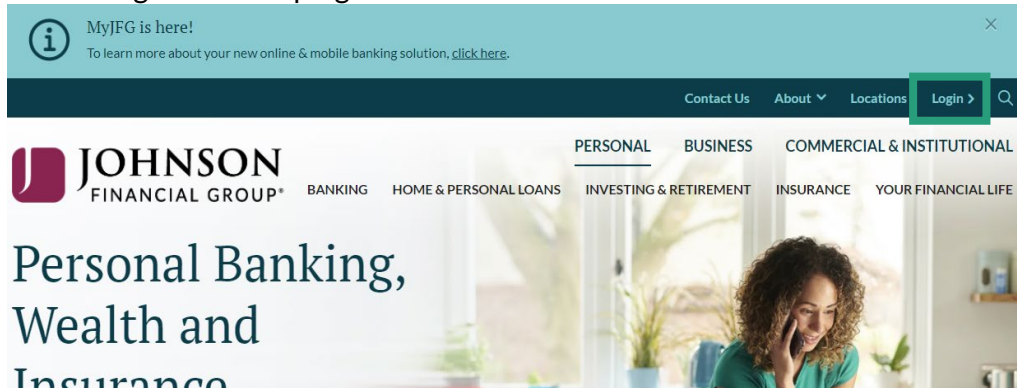 MyJFG is here!
To learn more about your new online & mobile banking solution, click here.
Contact Us About Locations Login >
PERSONAL BUSINESS COMMERCIAL & INSTITUTIONAL
JOHNSON
FINANCIAL GROUP®
BANKING HOME & PERSONAL LOANS INVESTING & RETIREMENT INSURANCE YOUR FINANCIAL LIFE
Personal Banking,
Wealth and
Insurance